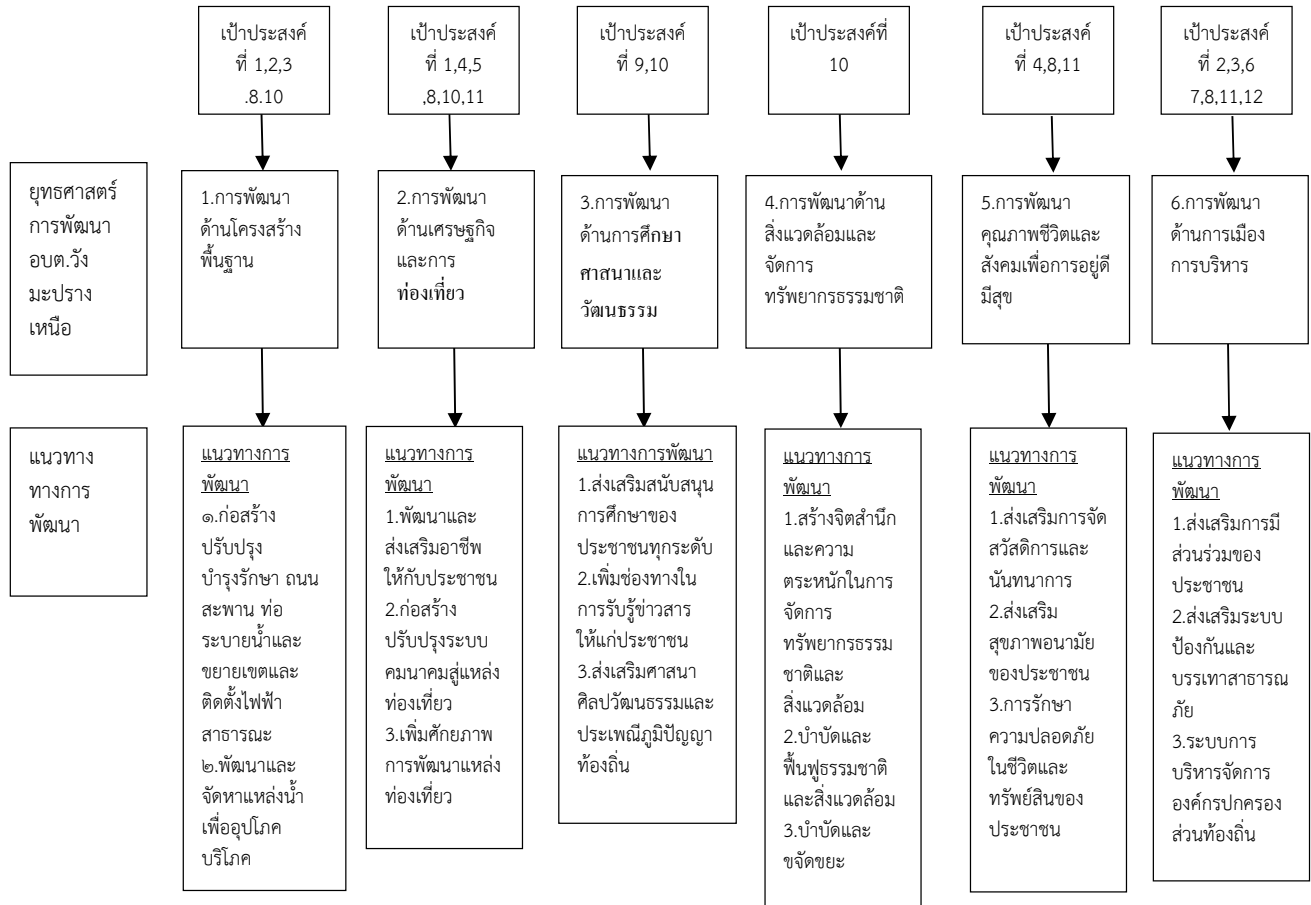 เป้าประสงค์
ที่ 1,2,3
.8.10
เป้าประสงค์
ที่ 1,4,5
,8,10,11
เป้าประสงค์
ที่ 9,10
เป้าประสงค์ที่
10
เป้าประสงค์
ที่ 4,8,11
เป้าประสงค์
ที่ 2,3,6
7,8,11,12
ยุทธศาสตร์
การพัฒนา
อบต.วัง
มะปราง
เหนือ
1.การพัฒนา
ด้านโครงสร้าง
พื้นฐาน
2.การพัฒนา
ด้านเศรษฐกิจ
และการ
ท่องเที่ยว
3.การพัฒนา
ด้านการศึกษา
ศาสนาและ
วัฒนธรรม
4.การพัฒนาด้าน
สิ่งแวดล้อมและ
จัดการ
ทรัพยากรธรรมชาติ
5.การพัฒนา
คุณภาพชีวิตและ
สังคมเพื่อการอยู่ดี
มีสุข
6.การพัฒนา
ด้านการเมือง
การบริหาร
แนวทาง
ทางการ
พัฒนา
แนวทางการ
พัฒนา
๑.ก่อสร้าง
ปรับปรุง
บำรุงรักษา ถนน
สะพาน ท่อ
ระบายน้ำและ
ขยายเขตและ
ติดตั้งไฟฟ้า
สาธารณะ
๒.พัฒนาและ
จัดหาแหล่งน้ำ
เพื่ออุปโภค
บริโภค
แนวทางการ
พัฒนา
1.พัฒนาและ
ส่งเสริมอาชีพ
ให้กับประชาชน
2.ก่อสร้าง
ปรับปรุงระบบ
คมนาคมสู่แหล่ง
ท่องเที่ยว
3.เพิ่มศักยภาพ
การพัฒนาแหล่ง
ท่องเที่ยว
แนวทางการพัฒนา
1.ส่งเสริมสนับสนุน
การศึกษาของ
ประชาชนทุกระดับ
2.เพิ่มช่องทางใน
การรับรู้ข่าวสาร
ให้แก่ประชาชน
3.ส่งเสริมศาสนา
ศิลปวัฒนธรรมและ
ประเพณีภูมิปัญญา
ท้องถิ่น
แนวทางการ
พัฒนา
1.สร้างจิตสำนึก
และความ
ตระหนักในการ
จัดการ
ทรัพยากรธรรม
ชาติและ
สิ่งแวดล้อม
2.บำบัดและ
ฟื้นฟูธรรมชาติ
และสิ่งแวดล้อม
3.บำบัดและ
ขจัดขยะ
แนวทางการ
พัฒนา
1.ส่งเสริมการจัด
สวัสดิการและ
นันทนาการ
2.ส่งเสริม
สุขภาพอนามัย
ของประชาชน
3.การรักษา
ความปลอดภัย
ในชีวิตและ
ทรัพย์สินของ
ประชาชน
แนวทางการ
พัฒนา
1.ส่งเสริมการมี
ส่วนร่วมของ
ประชาชน
2.ส่งเสริมระบบ
ป้องกันและ
บรรเทาสาธารณ
ภัย
3.ระบบการ
บริหารจัดการ
องค์กรปกครอง
ส่วนท้องถิ่น